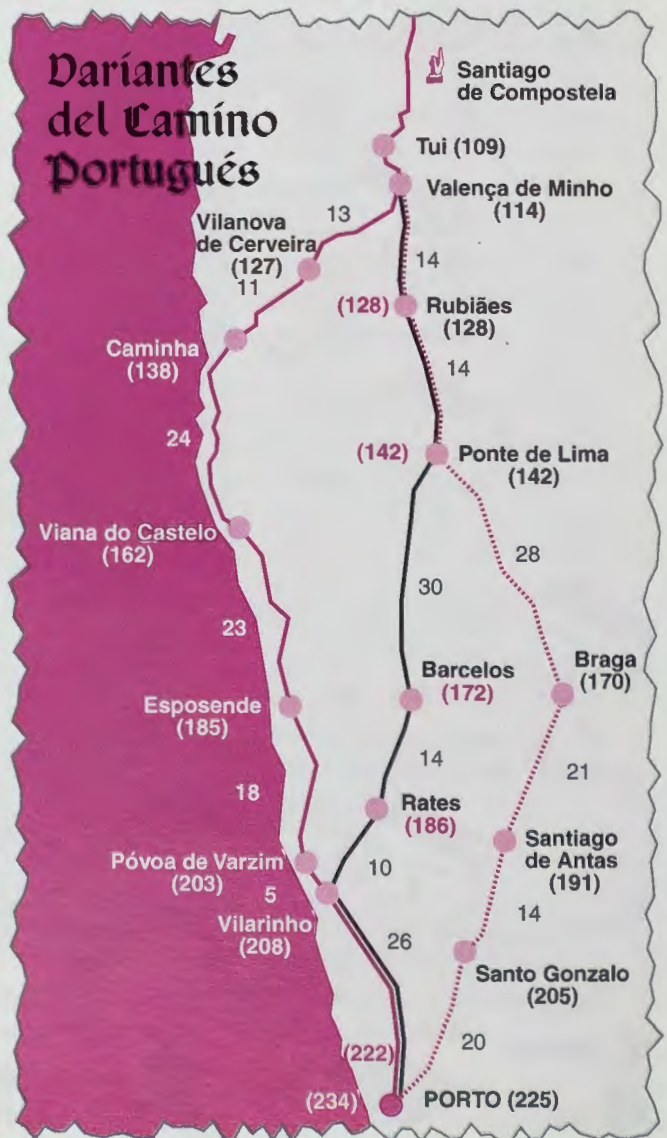 Variantes
del Camino
Portugués
Santiago
de Compostela
Tui (109)
Valença de Minho
(114)
13
Vilanova
de Cerveira
(127)
11
14
(128)
Rubiães
(128)
Caminha
(138)
14
24
(142)
Ponte de Lima
(142)
Viana do Castelo
(162)
28
30
23
Barcelos
(172)
Braga
(170)
Esposende
(185)
14
21
18
Rates
(186)
Santiago
de Antas
(191)
Póvoa de Varzim
(203)
10
5
Vilarinho
(208)
26
14
Santo Gonzalo
(205)
20
(222)
(234)
PORTO (225)